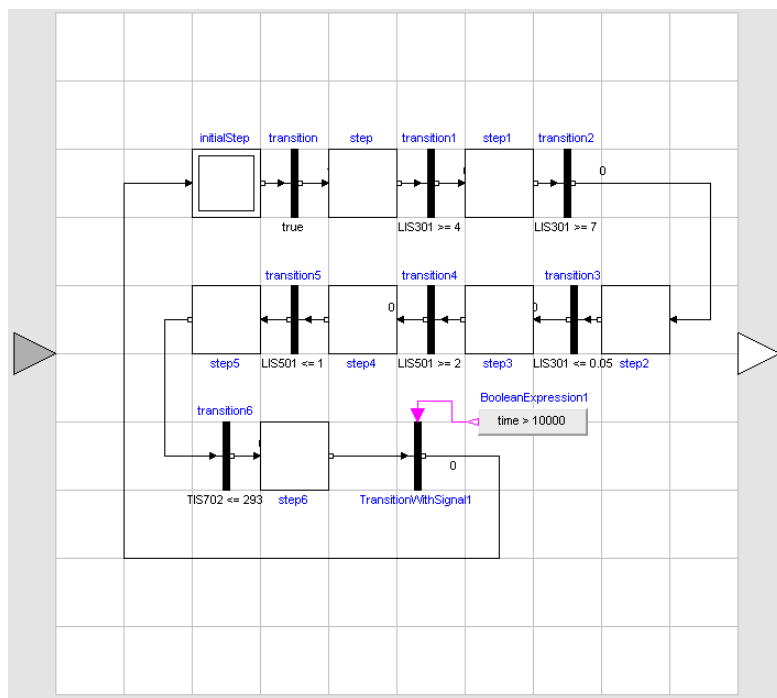 initialStep transition step transition1 step1 transition2
0
true LIS301 >= 4 LIS301 >= 7
transition5 transition4 transition3
0
0
step5 LIS501 <= 1 step4 LIS501 >= 2 step3 LIS301 <= 0.05 step2
BooleanExpression1
transition6
time > 10000
0
TIS702 <= 293 step6 TransitionWithSignal1